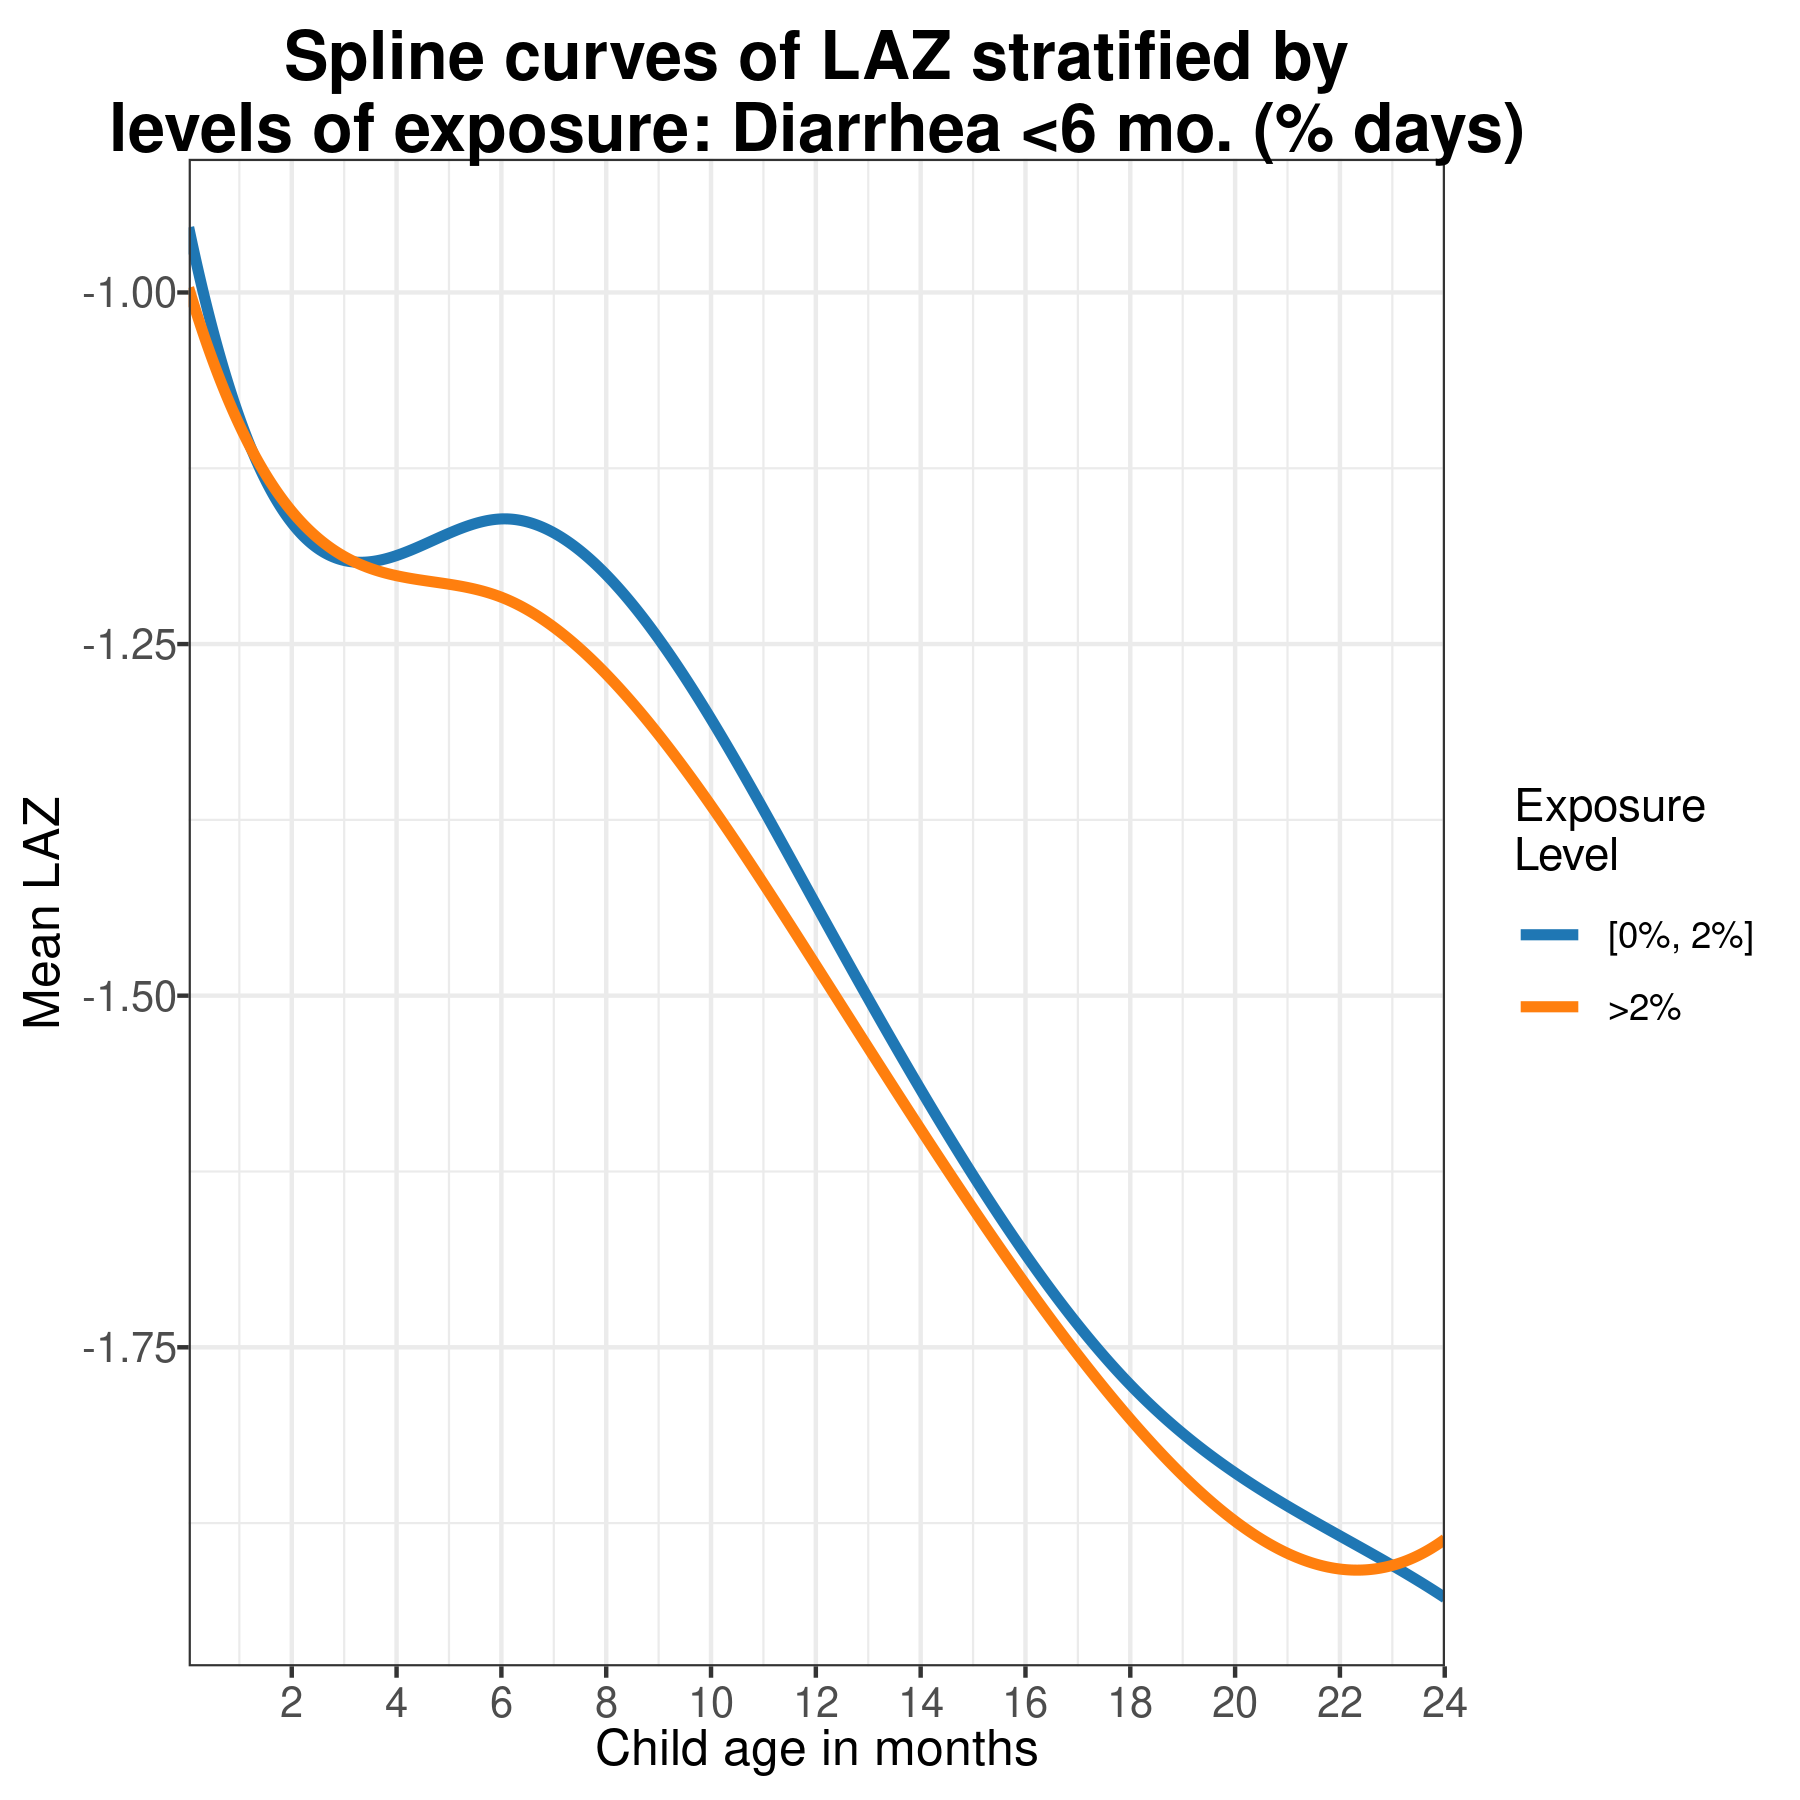 Spline curves of LAZ stratified by
levels of exposure: Diarrhea <6 mo. (% days)
-1.00
-1.25
-1.50
-1.75
Mean LAZ
2 4 6 8 10 12 14 16 18 20 22 24
Child age in months
Exposure
Level
[0%, 2%]
>2%